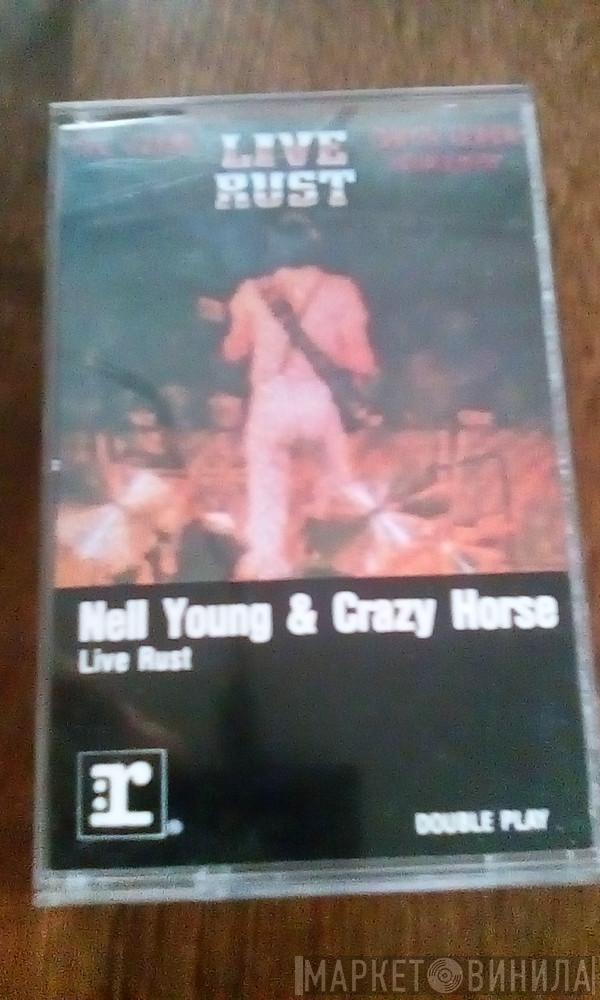 LIVE
RUST
Neil Young & Crazy Horse
Live Rust
r
DOUBLE PLAY
МАРКЕТ ВИНИЛА